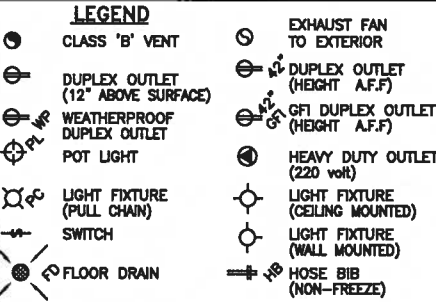 LEGEND
CLASS 'B' VENT
DUPLEX OUTLET
(12" ABOVE SURFACE)
WP
WEATHERPROOF
DUPLEX OUTLET
PL
POT LIGHT
PC
LIGHT FIXTURE
(PULL CHAIN)
SWITCH
FD
FLOOR DRAIN
EXHAUST FAN
TO EXTERIOR
42"
DUPLEX OUTLET
(HEIGHT A.F.F)
42"
GFI
GFI DUPLEX OUTLET
(HEIGHT A.F.F)
HEAVY DUTY OUTLET
(220 volt)
LIGHT FIXTURE
(CEILING MOUNTED)
LIGHT FIXTURE
(WALL MOUNTED)
HB
HOSE BIB
(NON-FREEZE)